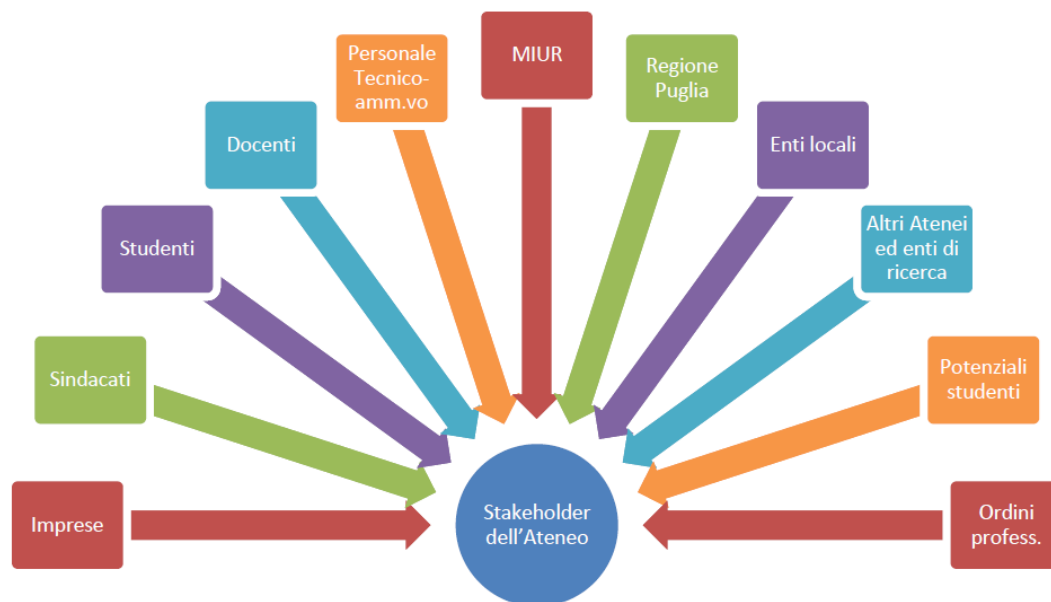 MIUR
Personale
Tecnico-
amm.vo
Regione
Puglia
Docenti
Enti locali
Studenti
Altri Atenei
ed enti di
ricerca
Sindacati
Potenziali
studenti
Imprese
Stakeholder
dell'Ateneo
Ordini
profess.